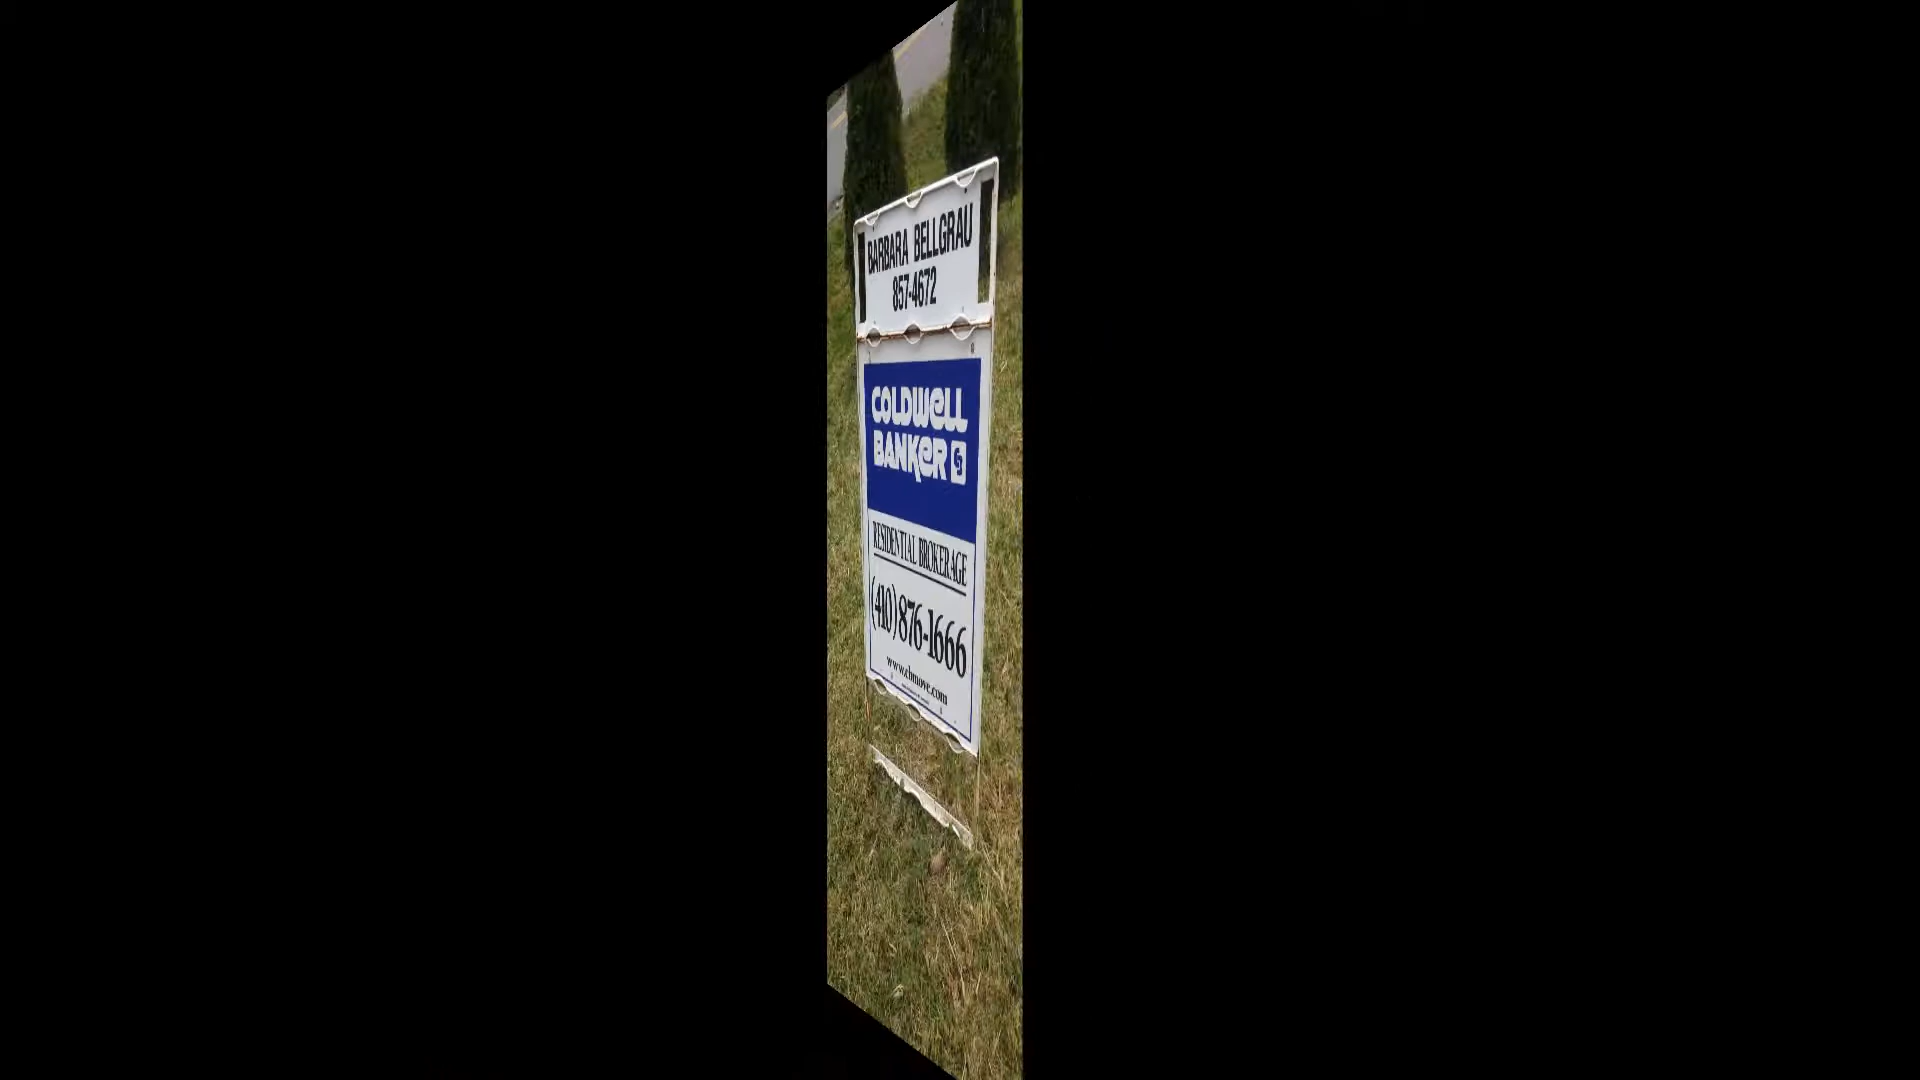 BARBARA BELLGRAU
857-4672
COLDWELL
BANKER
RESIDENTIAL BROKERAGE
(410) 876-1666
www.cbmove.com